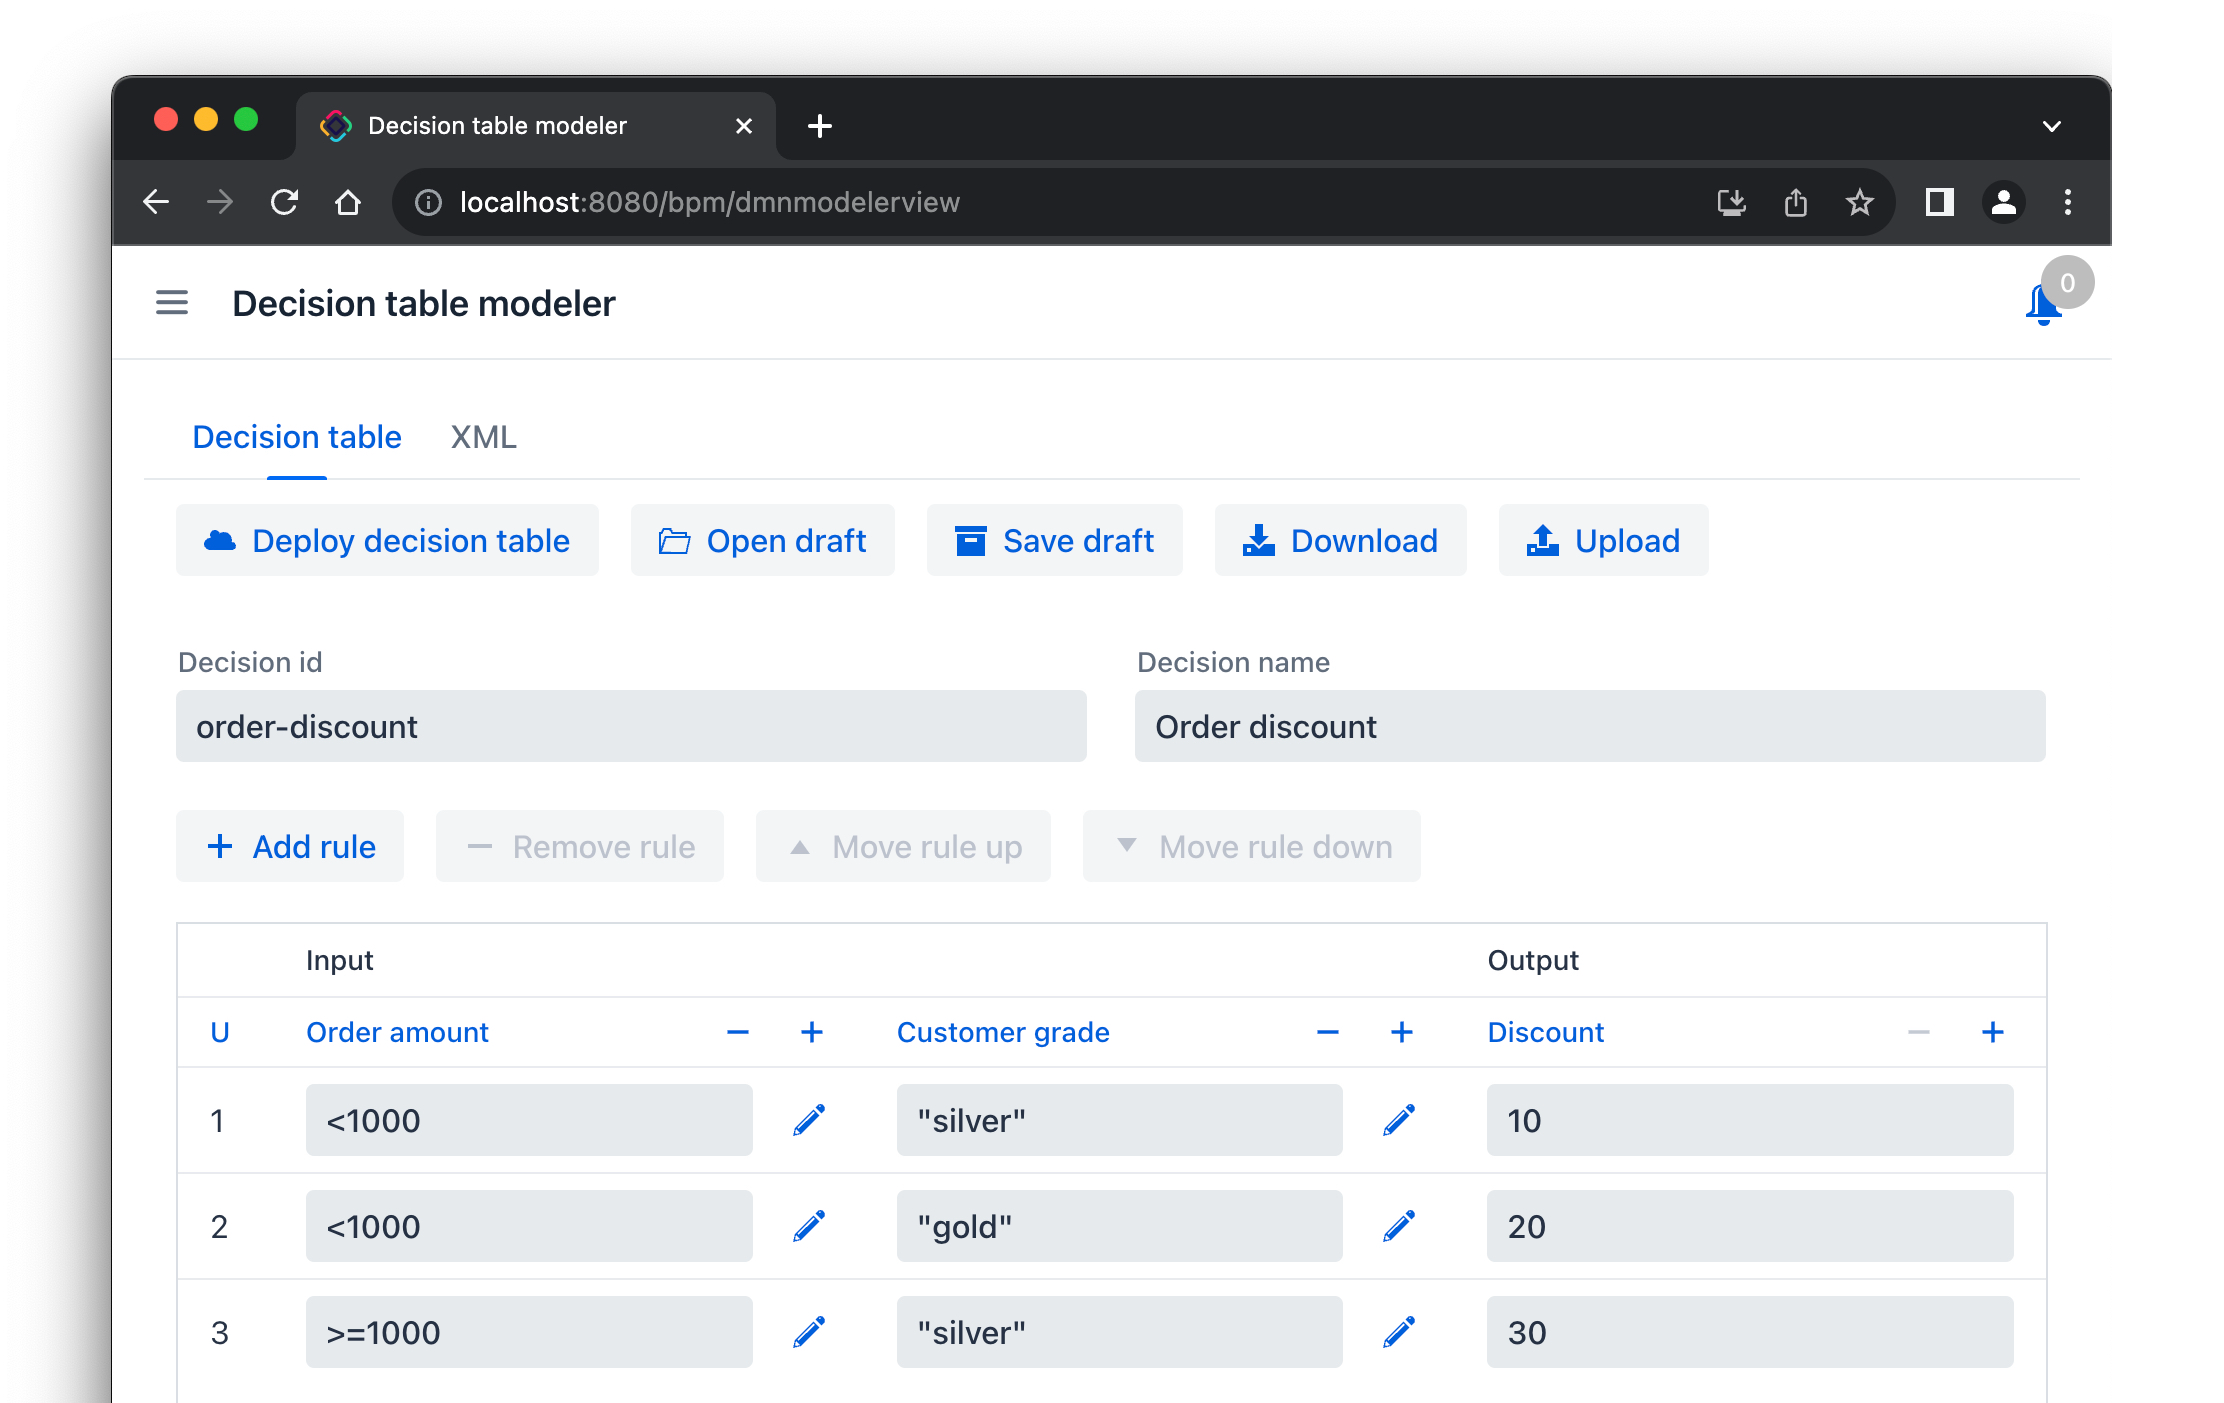 Decision table modeler
localhost:8080/bpm/dmnmodelerview
Decision table modeler
0
Decision table XML
Deploy decision table Open draft Save draft Download Upload
Decision id Decision name
order-discount Order discount
Add rule Remove rule Move rule up Move rule down
Input Output
U Order amount Customer grade Discount
1 <1000 "silver" 10
2 <1000 "gold" 20
3 >=1000 "silver" 30